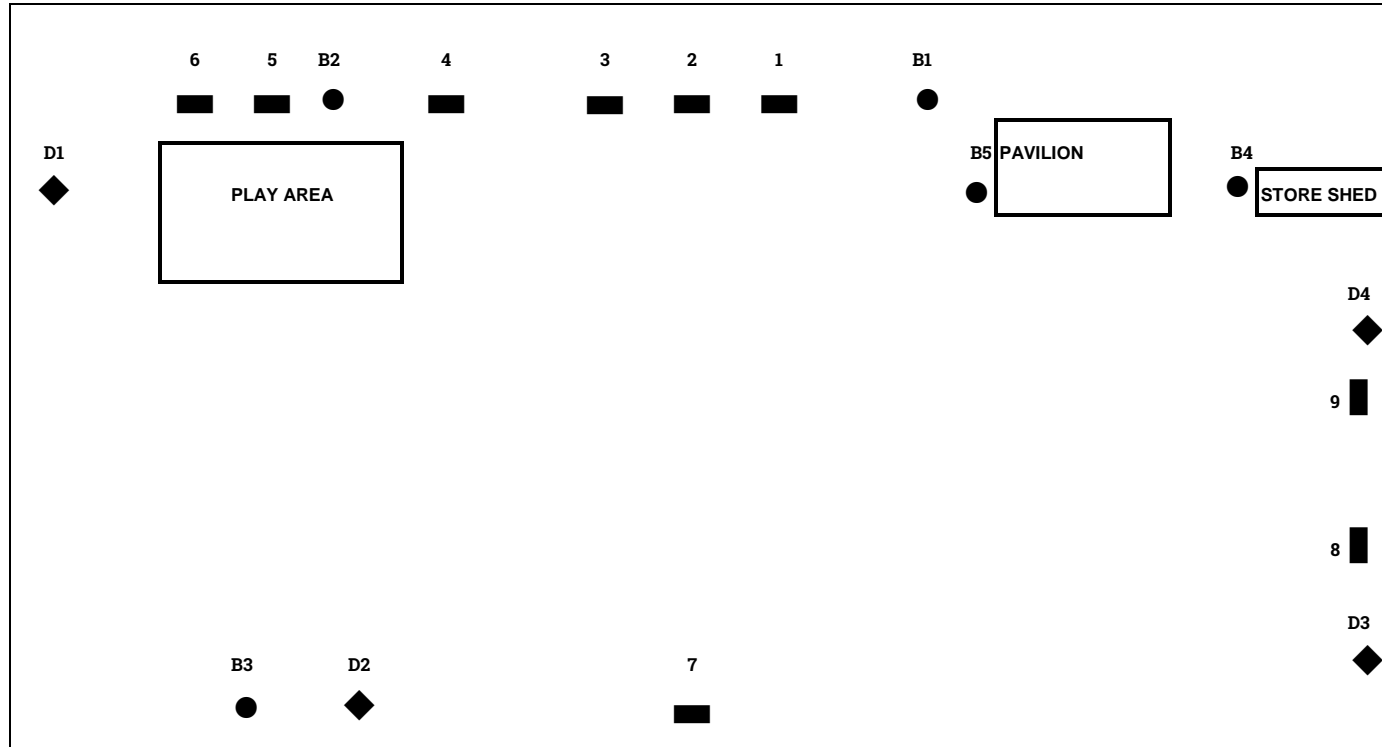 6 5 B2 4 3 2 1 B1
D1 B5 PAVILION B4
PLAY AREA STORE SHED
D4
9
8
D3
B3 D2 7